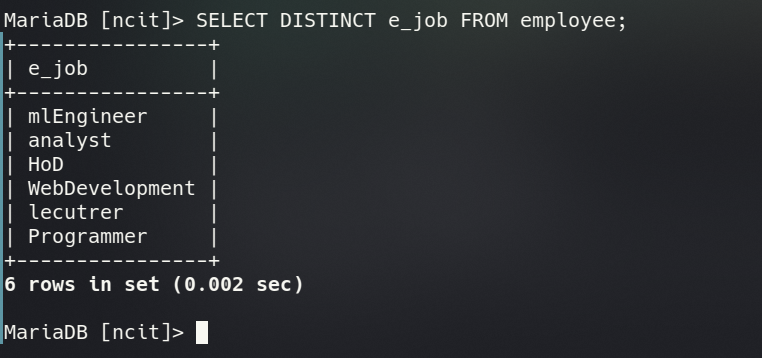 MariaDB [ncit]> SELECT DISTINCT e_job FROM employee;
+----------------+
| e_job          |
+----------------+
| mlEngineer     |
| analyst        |
| HoD            |
| WebDevelopment |
| lecutrer       |
| Programmer     |
+----------------+
6 rows in set (0.002 sec)
MariaDB [ncit]>